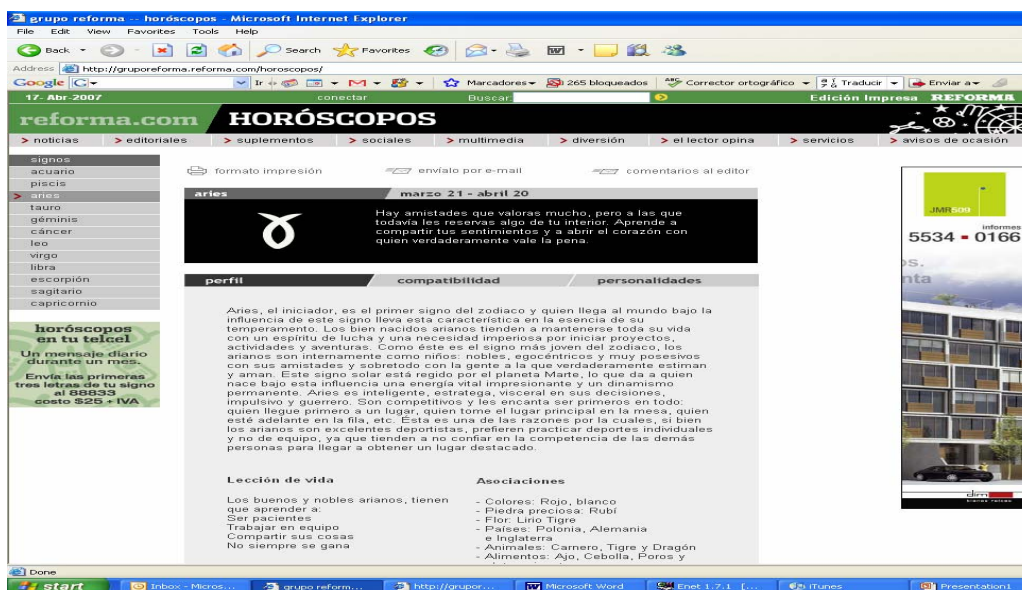 grupo reforma -- horóscopos - Microsoft Internet Explorer
File Edit View Favorites Tools Help
Back Search Favorites
Address http://gruporeforma.reforma.com/horoscopos/
Google G Ir Marcadores 265 bloqueados Corrector ortográfico Traducir Enviar a
17- Abr-2007 conectar Buscar: Edición Impresa REFORMA
reforma.com HORÓSCOPOS
> noticias > editoriales > suplementos > sociales > multimedia > diversión > el lector opina > servicios > avisos de ocasión
signos
acuario
piscis
> aries
tauro
géminis
cáncer
leo
virgo
libra
escorpión
sagitario
capricornio
horóscopos
en tu telcel
Un mensaje diario
durante un mes.
Envía las primeras
tres letras de tu signo
al 88833
costo $25 + IVA
formato impresión envíalo por e-mail comentarios al editor
aries marzo 21 - abril 20
Hay amistades que valoras mucho, pero a las que
todavía les reservas algo de tu interior. Aprende a
compartir tus sentimientos y a abrir el corazón con
quien verdaderamente vale la pena.
perfil compatibilidad personalidades
Aries, el iniciador, es el primer signo del zodiaco y quien llega al mundo bajo la
influencia de este signo lleva esta característica en la esencia de su
temperamento. Los bien nacidos arianos tienden a mantenerse toda su vida
con un espíritu de lucha y una necesidad imperiosa por iniciar proyectos,
actividades y aventuras. Como éste es el signo más joven del zodiaco, los
arianos son internamente como niños: nobles, egocéntricos y muy posesivos
con sus amistades y sobretodo con la gente a la que verdaderamente estiman
y aman. Este signo solar está regido por el planeta Marte, lo que da a quien
nace bajo esta influencia una energía vital impresionante y un dinamismo
permanente. Aries es inteligente, estratega, visceral en sus decisiones,
impulsivo y guerrero. Son competitivos y les encanta ser primeros en todo:
quien llegue primero a un lugar, quien tome el lugar principal en la mesa, quien
esté adelante en la fila, etc. Ésta es una de las razones por la cuales, si bien
los arianos son excelentes deportistas, prefieren practicar deportes individuales
y no de equipo, ya que tienden a no confiar en la competencia de las demás
personas para llegar a obtener un lugar destacado.
Lección de vida
Los buenos y nobles arianos, tienen
que aprender a:
Ser pacientes
Trabajar en equipo
Compartir sus cosas
No siempre se gana
Asociaciones
- Colores: Rojo, blanco
- Piedra preciosa: Rubí
- Flor: Lirio Tigre
- Países: Polonia, Alemania
e Inglaterra
- Animales: Carnero, Tigre y Dragón
- Alimentos: Ajo, Cebolla, Poros y
JMR509
informes
5534 - 0166
os.
nta
dim
bienes raíces
Done
start Inbox - Micros... grupo reform... http://grupor... Microsoft Word Enet 1.7.1 [... iTunes Presentation1